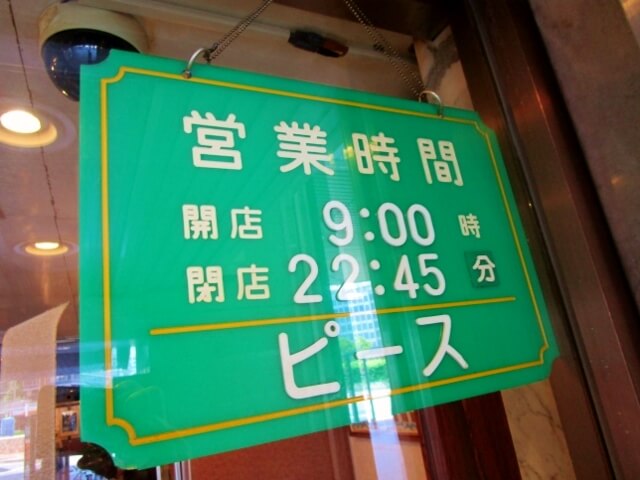 営業時間
開店 9:00 時
閉店 22:45 分
ピース